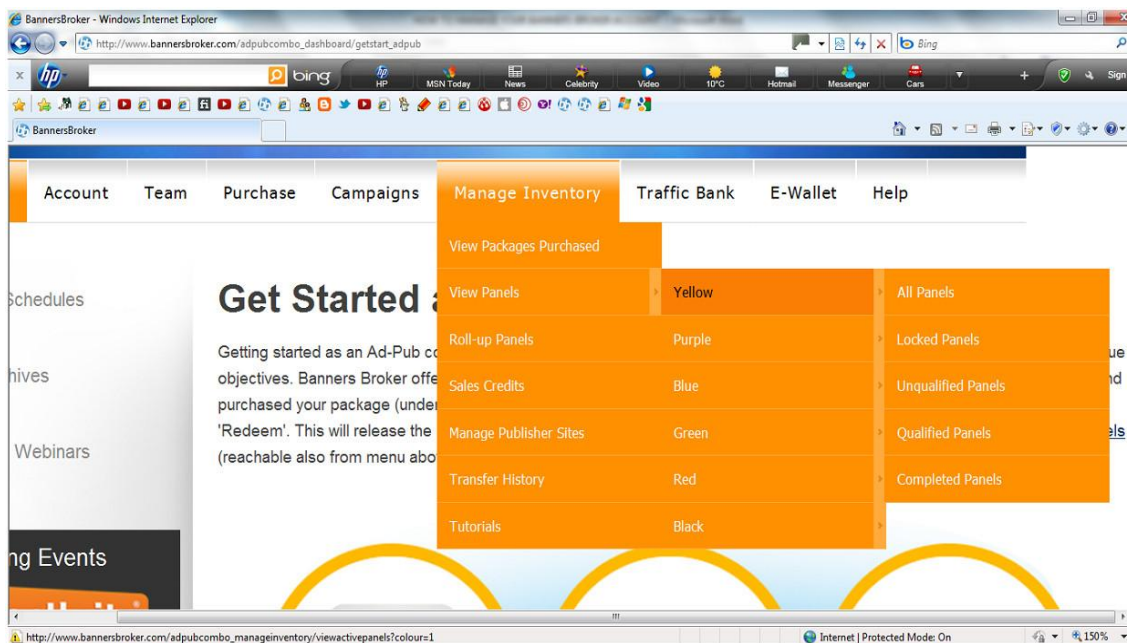 BannersBroker - Windows Internet Explorer
http://www.bannersbroker.com/adpubcombo_dashboard/getstart_adpub
Bing
hp
bing
HP
MSN Today
News
Celebrity
Video
10°C
Hotmail
Messenger
Cars
Sign
BannersBroker
Account Team Purchase Campaigns Manage Inventory Traffic Bank E-Wallet Help
View Packages Purchased
View Panels Yellow All Panels
Roll-up Panels Purple Locked Panels
Sales Credits Blue Unqualified Panels
Manage Publisher Sites Green Qualified Panels
Transfer History Red Completed Panels
Tutorials Black
Schedules
hives
Webinars
ng Events
Get Started
Getting started as an Ad-Pub co
ue
objectives. Banners Broker offe
nd
purchased your package (under
'Redeem'. This will release the
els
(reachable also from menu abo
http://www.bannersbroker.com/adpubcombo_manageinventory/viewactivepanels?colour=1
Internet | Protected Mode: On
150%